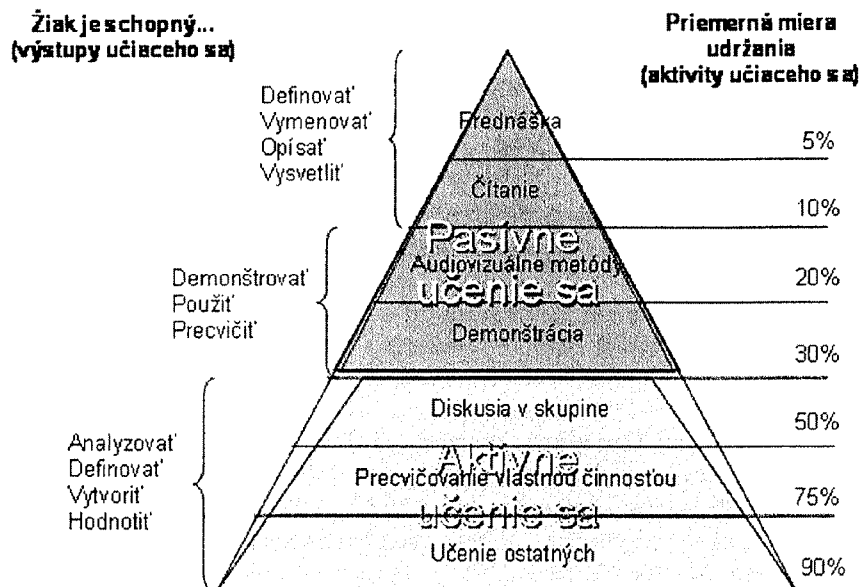 Žiak je schopný...
(výstupy učiaceho sa)
Priemerná miera
udržania
(aktivity učiaceho sa)
Definovať
Vymenovať
Opísať
Vysvetliť
Prednáška
5%
Čítanie
10%
Pasívne
Audiovizuálne metódy
učenie sa
20%
Demonštrovať
Použiť
Precvičiť
Demonštrácia
30%
Diskusia v skupine
50%
Analyzovať
Definovať
Vytvoriť
Hodnotiť
Aktívne
Precvičovanie vlastnou činnosťou
učenie sa
75%
Učenie ostatných
90%